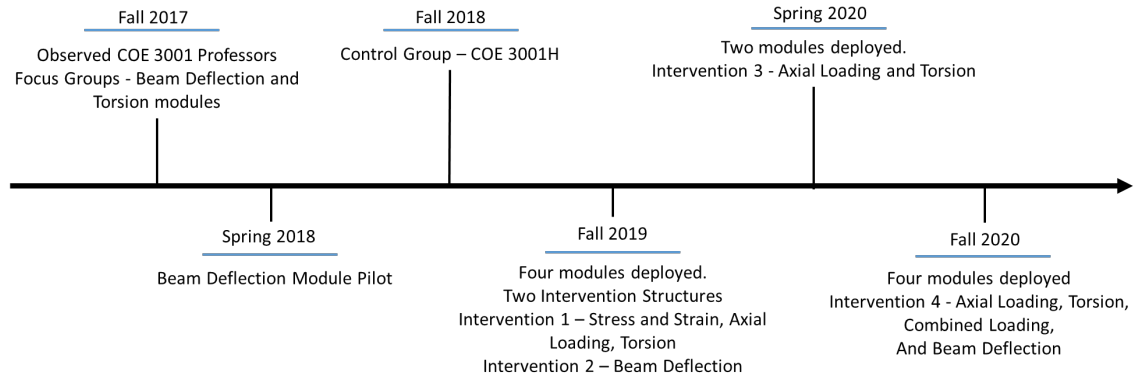 Fall 2017
Observed COE 3001 Professors
Focus Groups - Beam Deflection and
Torsion modules
Spring 2018
Beam Deflection Module Pilot
Fall 2018
Control Group – COE 3001H
Fall 2019
Four modules deployed.
Two Intervention Structures
Intervention 1 – Stress and Strain, Axial
Loading, Torsion
Intervention 2 – Beam Deflection
Spring 2020
Two modules deployed.
Intervention 3 - Axial Loading and Torsion
Fall 2020
Four modules deployed
Intervention 4 - Axial Loading, Torsion,
Combined Loading,
And Beam Deflection